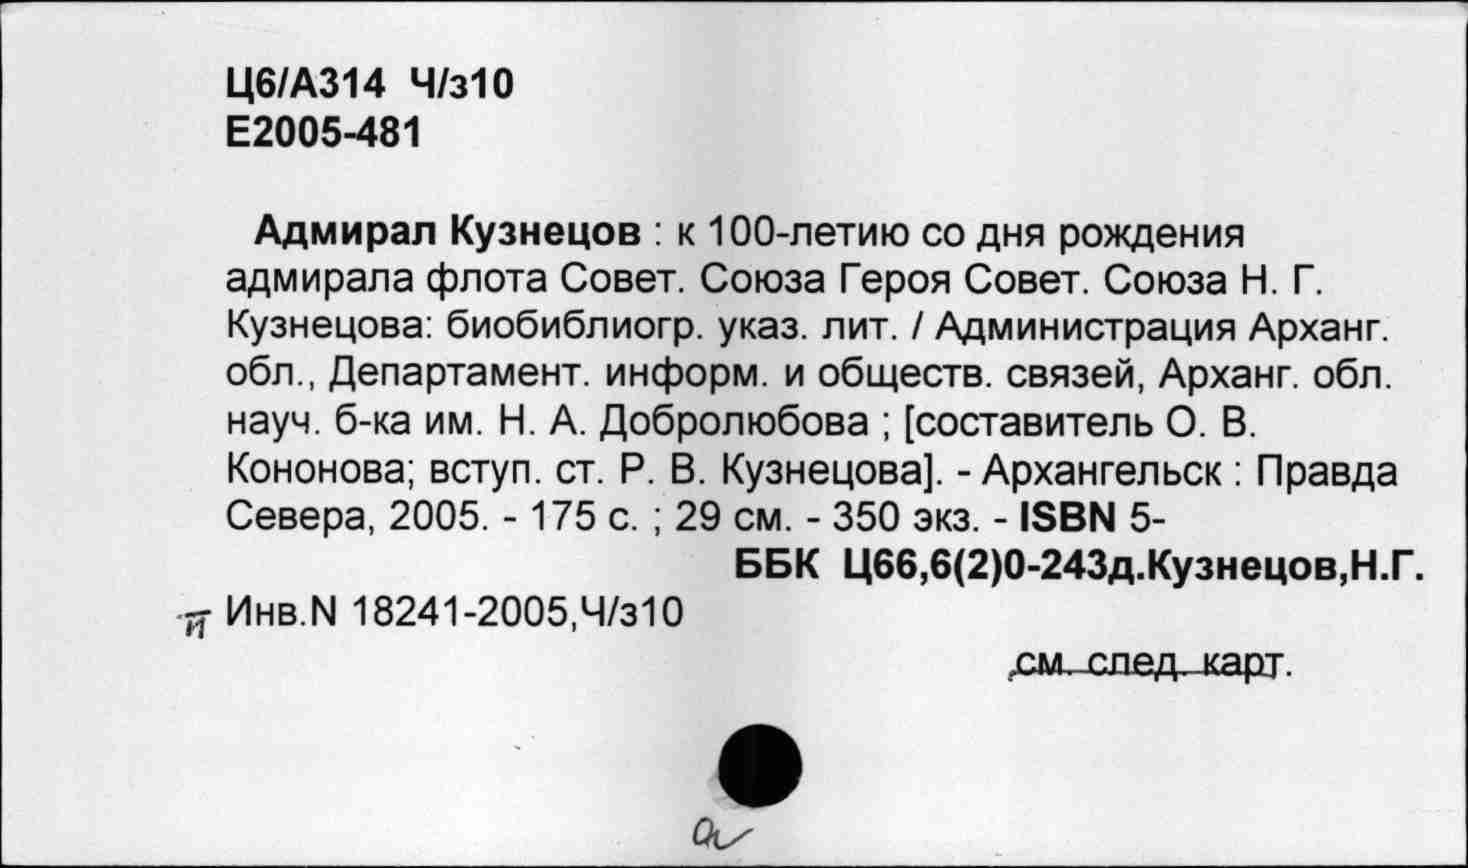 Ц6/А314 Ч/з10
Е2005-481
Адмирал Кузнецов : к 100-летию со дня рождения
адмирала флота Совет. Союза Героя Совет. Союза Н. Г.
Кузнецова: биобиблиогр. указ. лит. / Администрация Арханг.
обл., Департамент. информ. и обществ. связей, Арханг. обл.
науч. б-ка им. Н. А. Добролюбова ; [составитель О. В.
Кононова; вступ. ст. Р. В. Кузнецова]. - Архангельск : Правда
Севера, 2005. - 175 с. ; 29 см. - 350 экз. - ISBN 5-
ББК Ц66,6(2)0-243д.Кузнецов,Н.Г.
Инв.N 18241-2005,Ч/з10
см. след. карт.